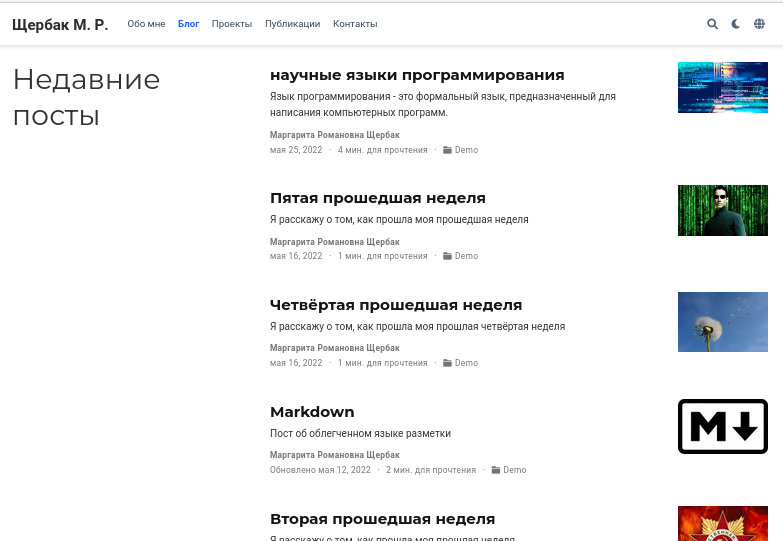 Щербак М. Р. Обо мне Блог Проекты Публикации Контакты
Недавние
посты
научные языки программирования
Язык программирования - это формальный язык, предназначенный для
написания компьютерных программ.
Маргарита Романовна Щербак
мая 25, 2022 · 4 мин. для прочтения · Demo
Пятая прошедшая неделя
Я расскажу о том, как прошла моя прошедшая неделя
Маргарита Романовна Щербак
мая 16, 2022 · 1 мин. для прочтения · Demo
Четвёртая прошедшая неделя
Я расскажу о том, как прошла моя прошлая четвёртая неделя
Маргарита Романовна Щербак
мая 16, 2022 · 1 мин. для прочтения · Demo
Markdown
Пост об облегченном языке разметки
Маргарита Романовна Щербак
Обновлено мая 12, 2022 · 2 мин. для прочтения · Demo
M
Вторая прошедшая неделя
Я расскажу о том, как прошла моя прошлая неделя